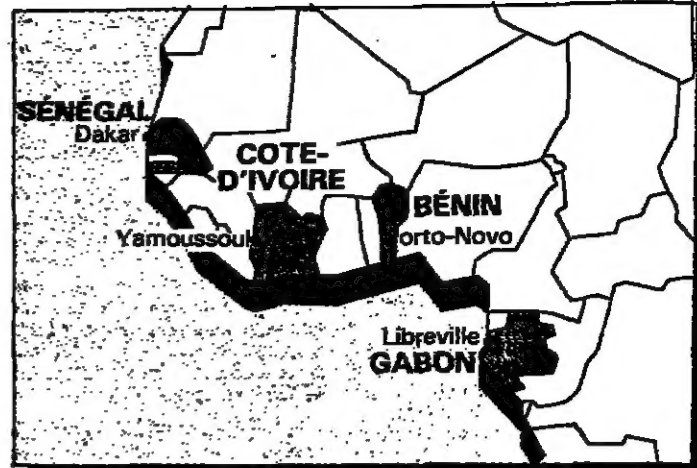 SÉNÉGAL
Dakar
COTE-
D'IVOIRE
Yamoussouk
BÉNIN
orto-Novo
Libreville
GABON